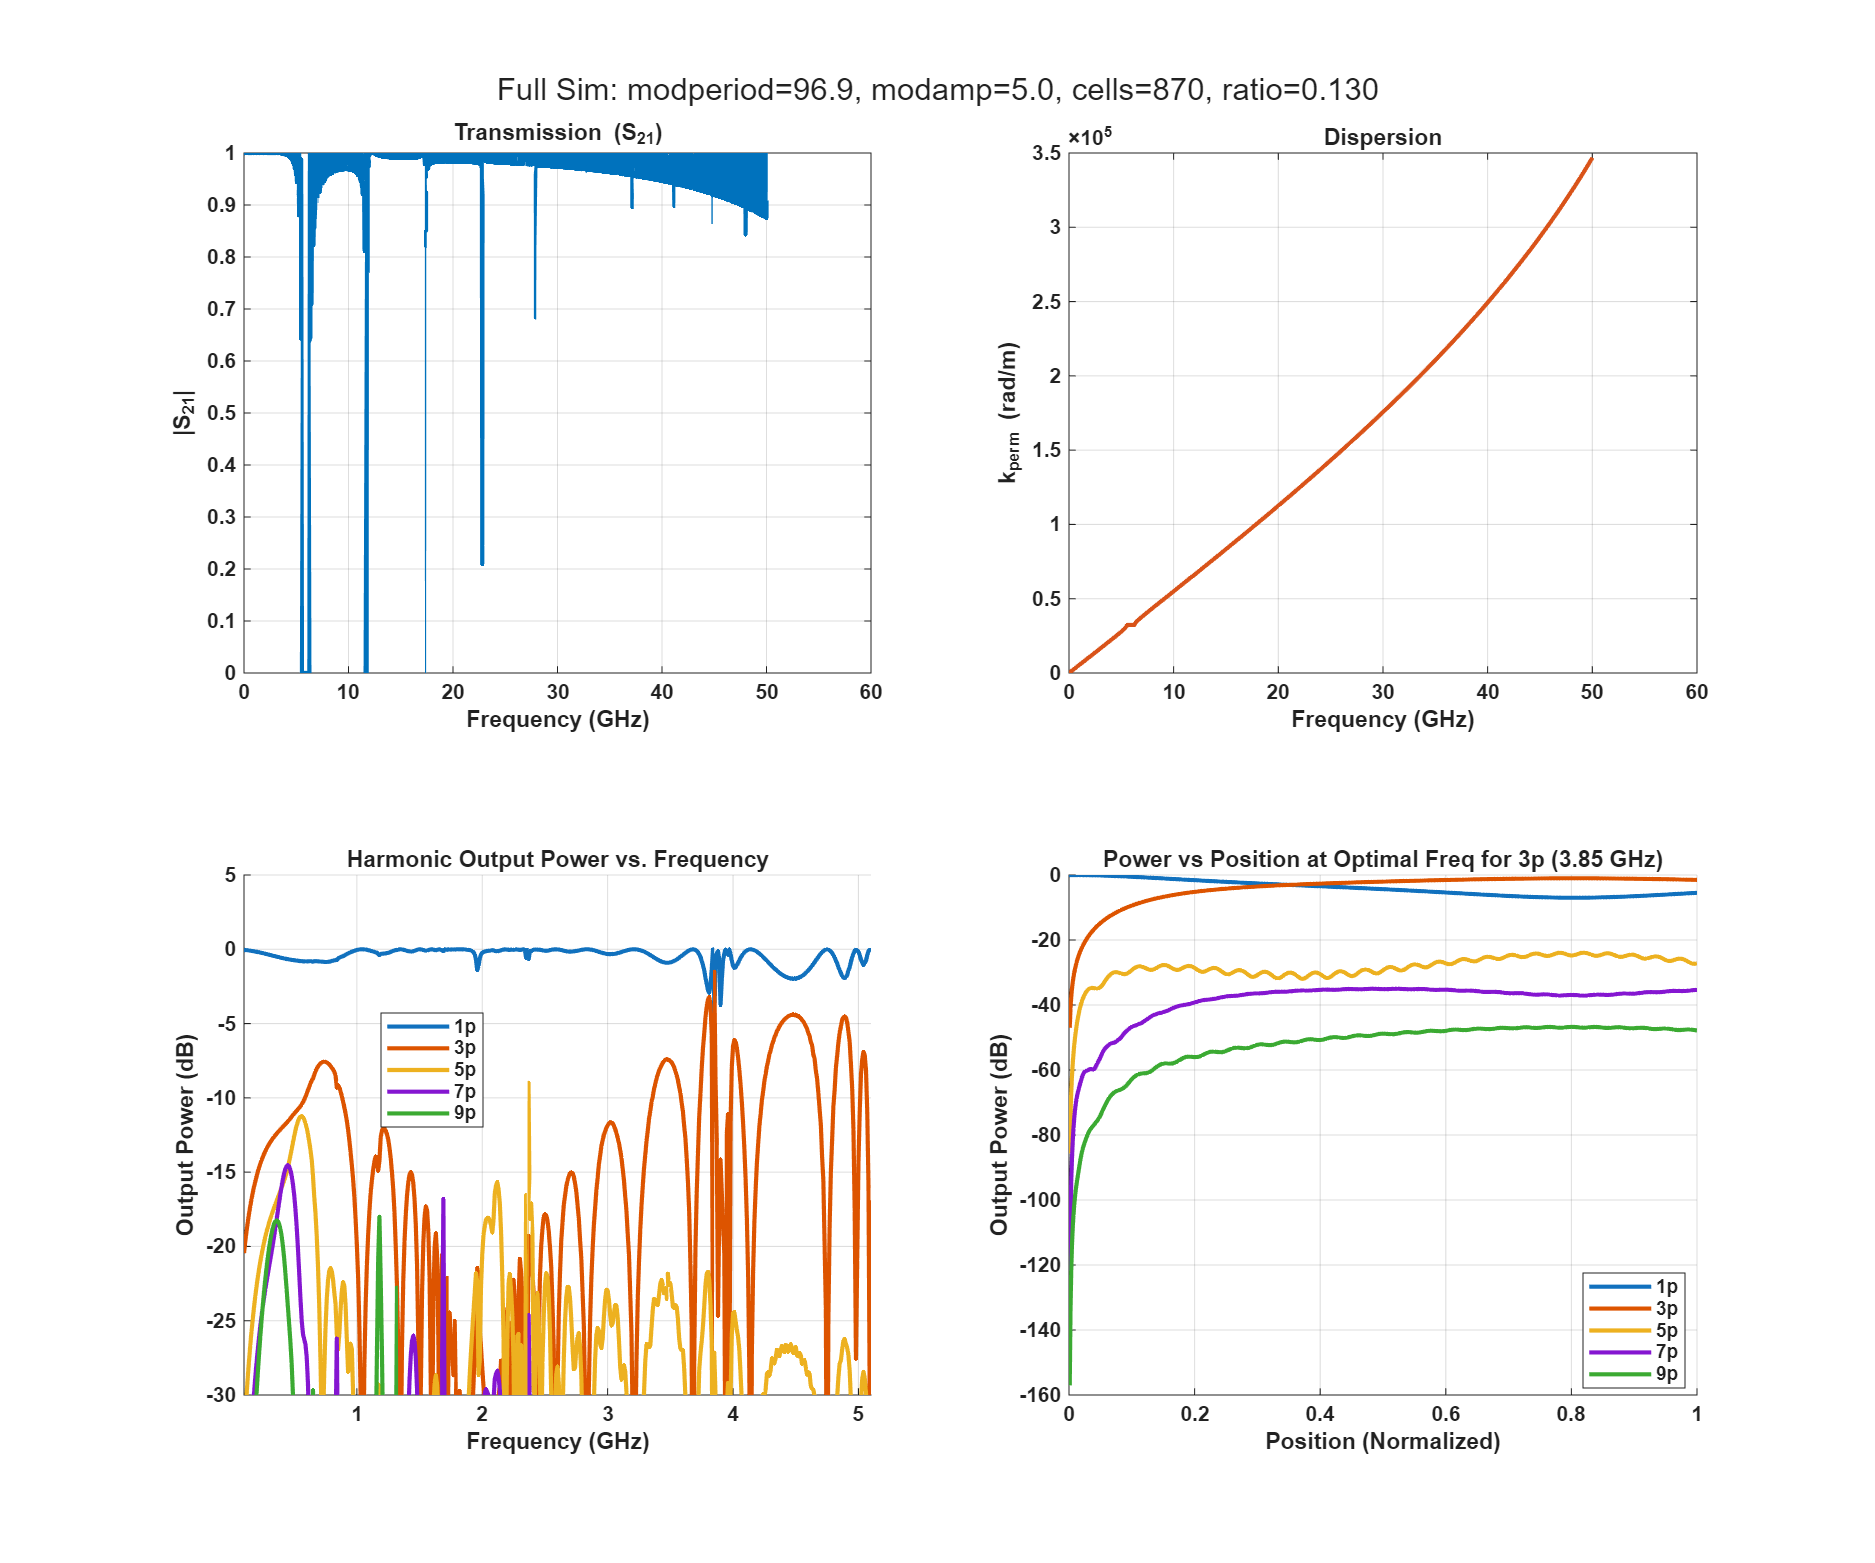 Full Sim: modperiod=96.9, modamp=5.0, cells=870, ratio=0.130
Transmission (S21)
1
0.9
0.8
0.7
0.6
0.5
0.4
0.3
0.2
0.1
0
|S21|
0 10 20 30 40 50 60
Frequency (GHz)
×10^5
Dispersion
3.5
3
2.5
2
1.5
1
0.5
0
kperm (rad/m)
0 10 20 30 40 50 60
Frequency (GHz)
Harmonic Output Power vs. Frequency
5
0
-5
-10
-15
-20
-25
-30
Output Power (dB)
1p
3p
5p
7p
9p
1 2 3 4 5
Frequency (GHz)
Power vs Position at Optimal Freq for 3p (3.85 GHz)
0
-20
-40
-60
-80
-100
-120
-140
-160
Output Power (dB)
1p
3p
5p
7p
9p
0 0.2 0.4 0.6 0.8 1
Position (Normalized)